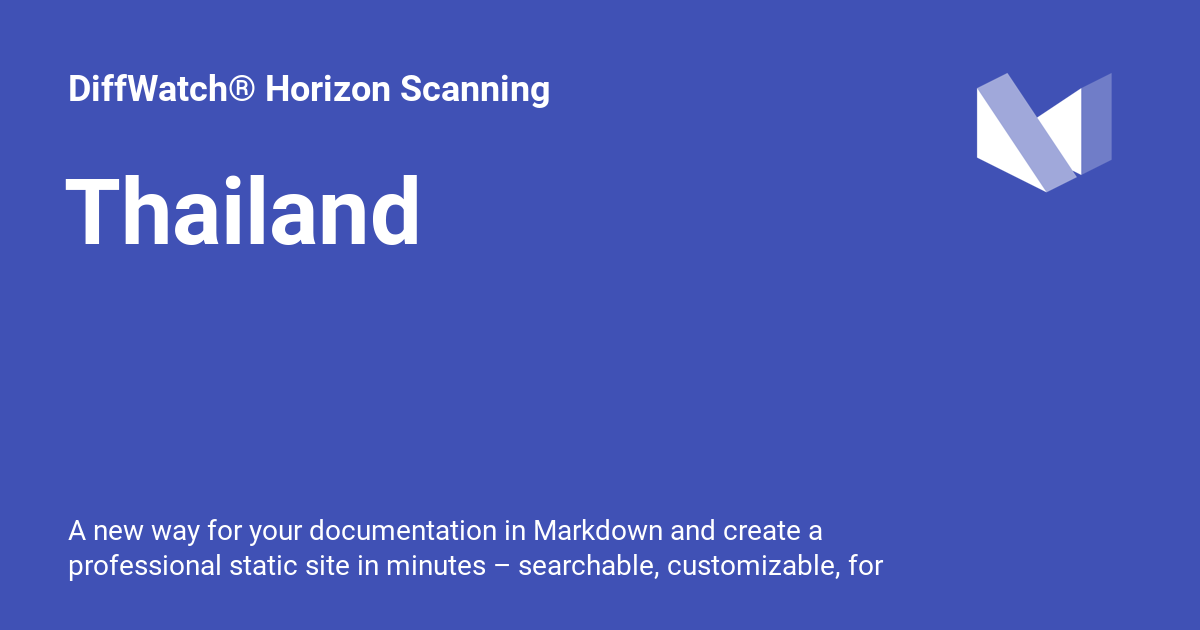 DiffWatch® Horizon Scanning
Thailand
A new way for your documentation in Markdown and create a
professional static site in minutes – searchable, customizable, for